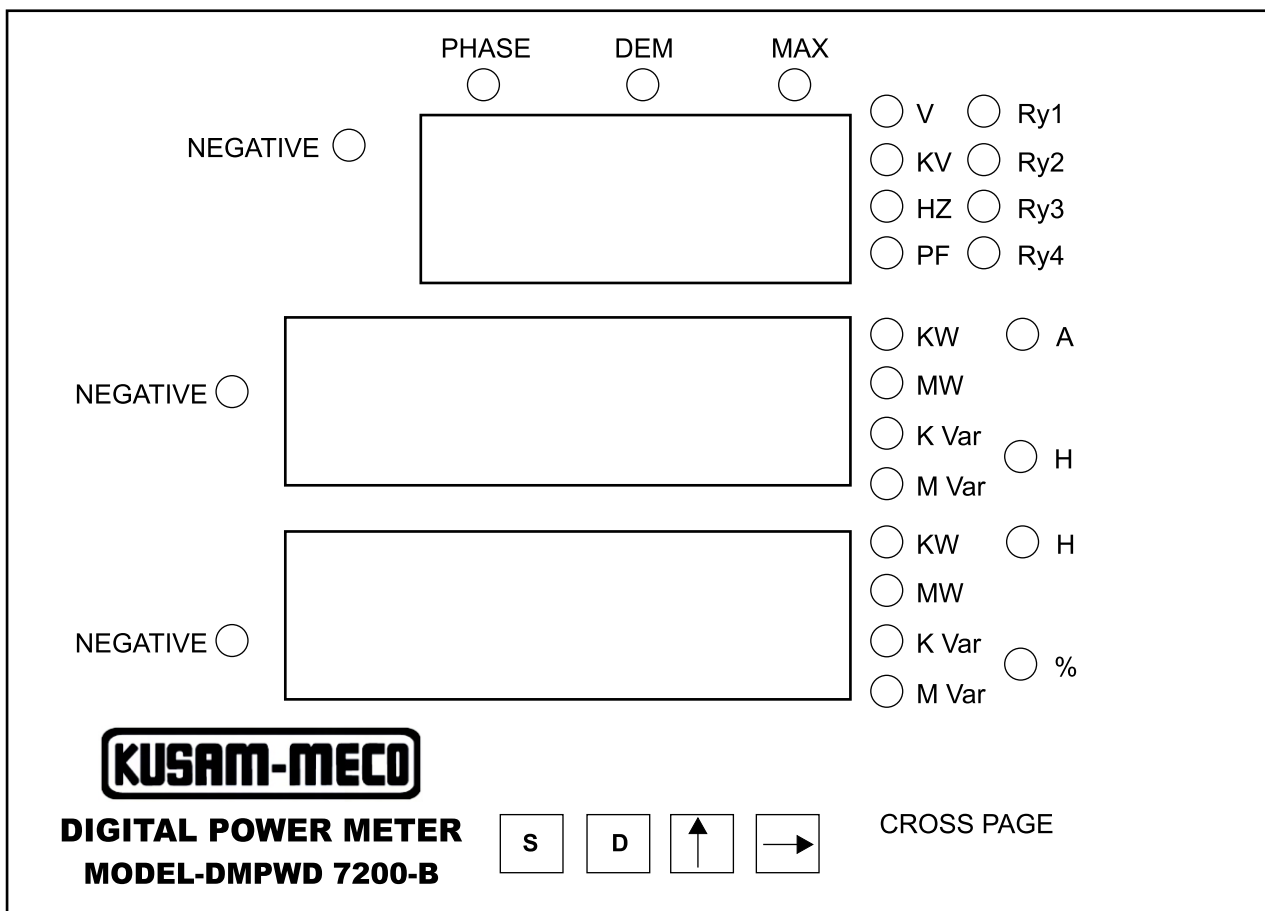 PHASE DEM MAX
NEGATIVE
V Ry1
KV Ry2
HZ Ry3
PF Ry4
KW A
MW
NEGATIVE
K Var
H
M Var
KW H
MW
NEGATIVE
K Var
%
M Var
KUSAM-MECO
DIGITAL POWER METER
MODEL-DMPWD 7200-B
S D
CROSS PAGE